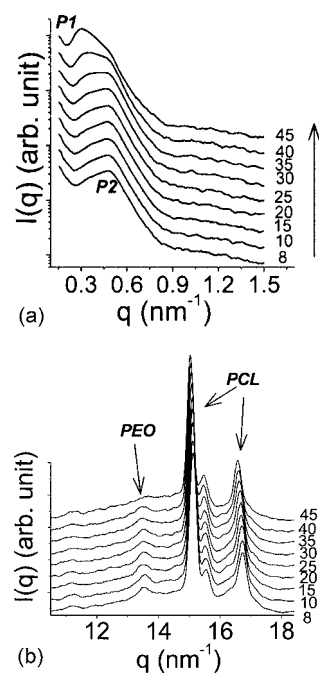 P1
P2
I(q) (arb. unit)
45
40
35
30
25
20
15
10
8
0.3 0.6 0.9 1.2 1.5
q (nm⁻¹)
(a)
PCL
PEO
I(q) (arb. unit)
45
40
35
30
25
20
15
10
8
12 14 16 18
q (nm⁻¹)
(b)